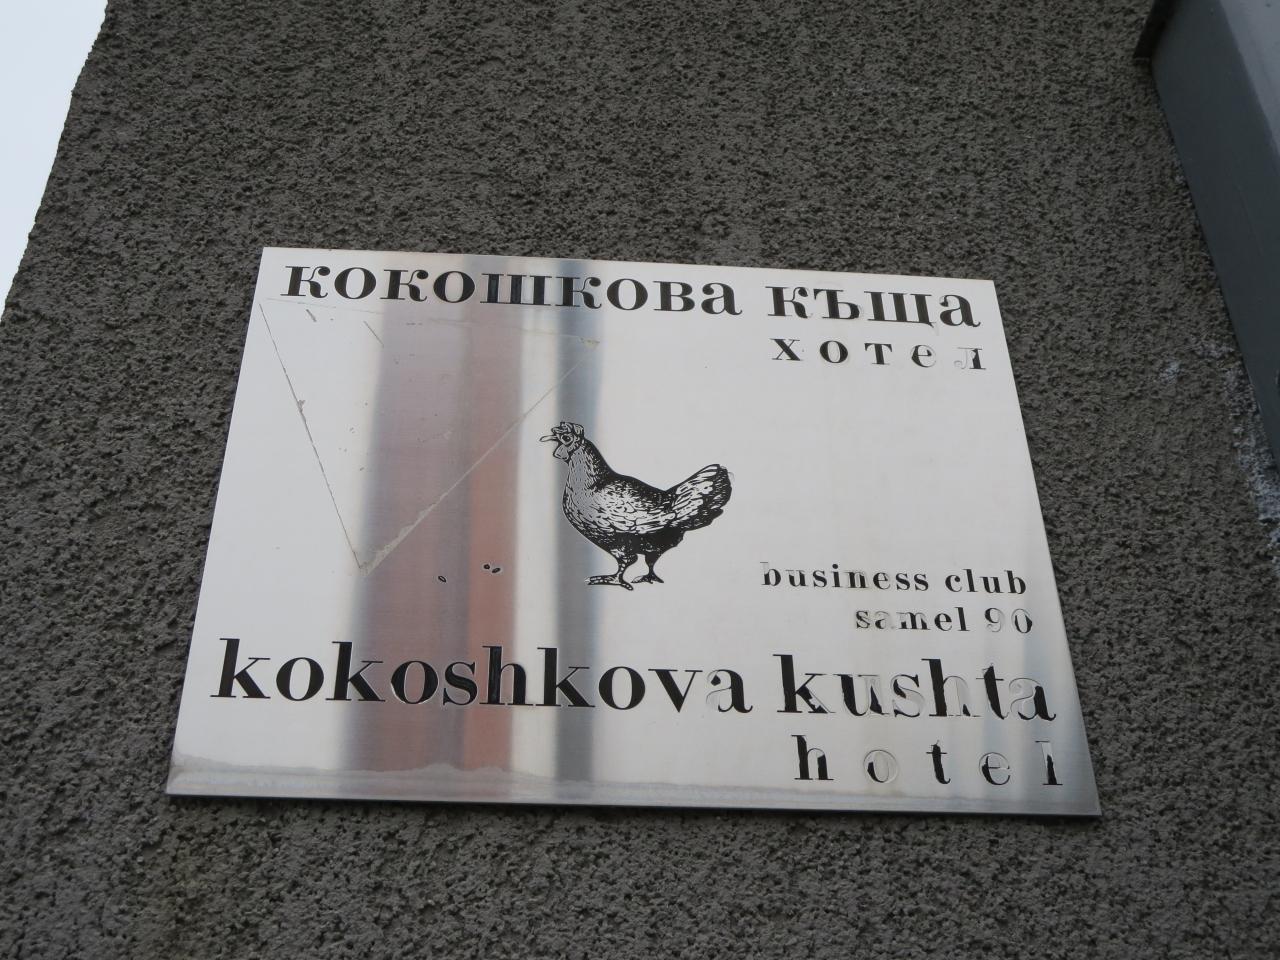 кокошкова къща
хотел
business club
samel 90
kokoshkova kushta
hotel